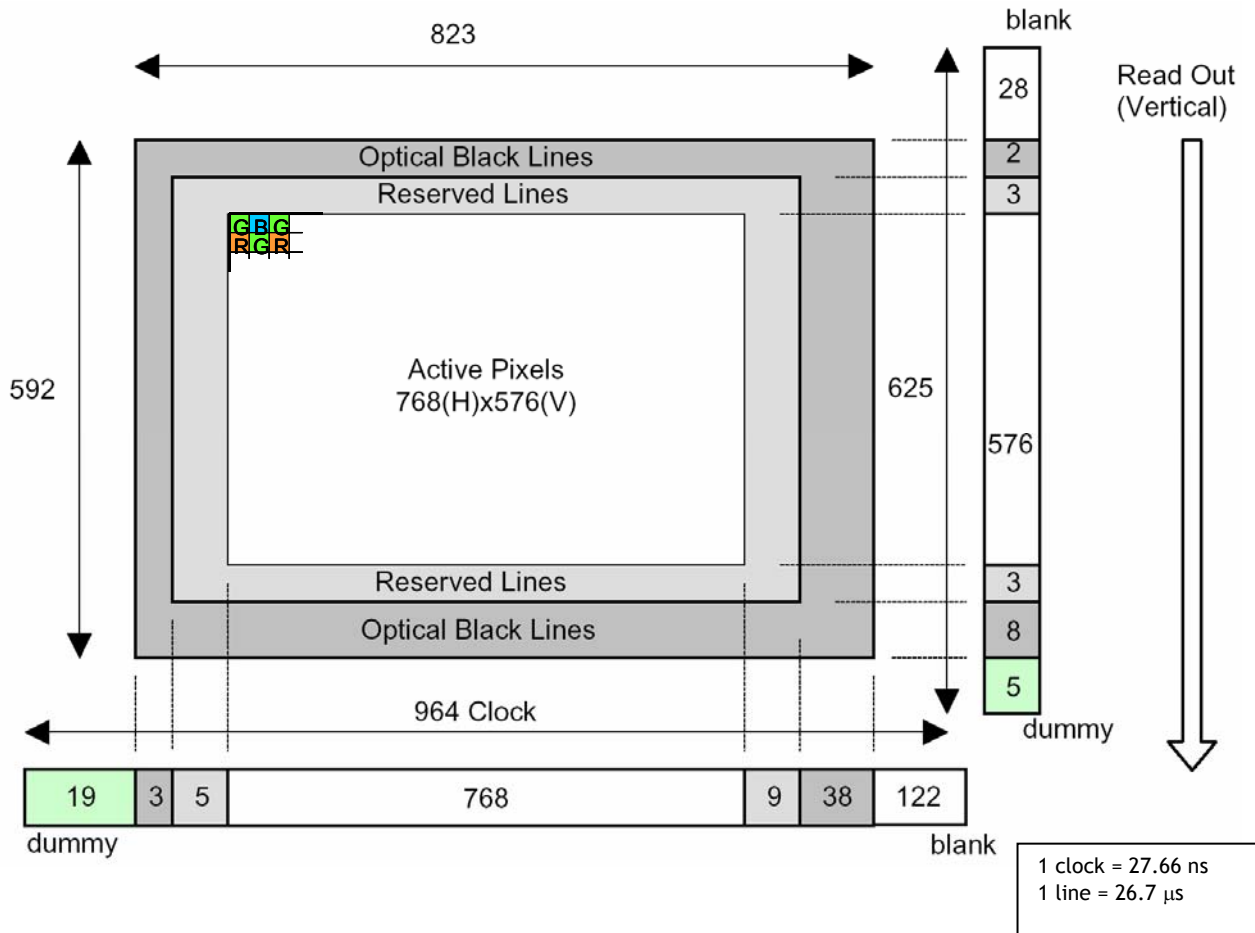 blank
823
28
Read Out
(Vertical)
Optical Black Lines
2
Reserved Lines
3
G B G
R G R
Active Pixels
768(H)x576(V)
592
625
576
Reserved Lines
3
Optical Black Lines
8
5
964 Clock
dummy
19 3 5 768 9 38 122
dummy
blank
1 clock = 27.66 ns
1 line = 26.7 μs